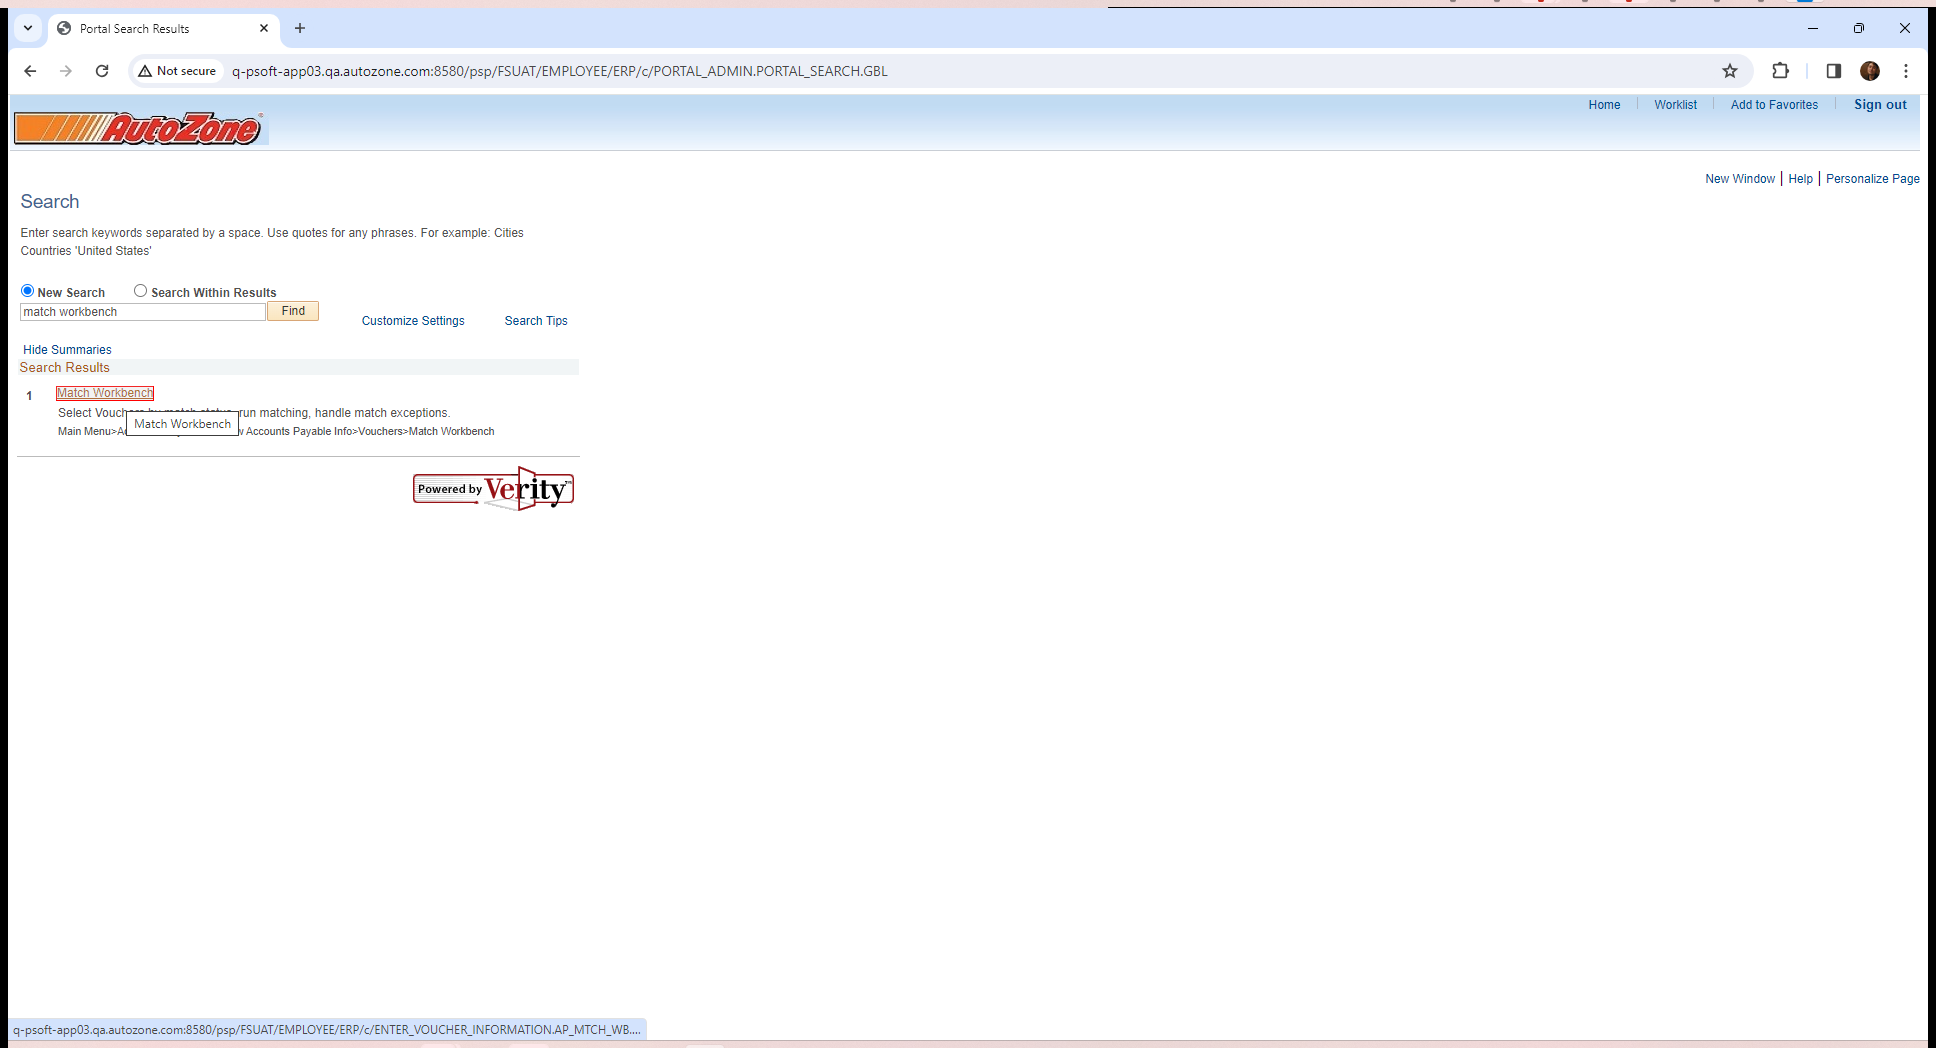 Portal Search Results
Not secure
q-psoft-app03.qa.autozone.com:8580/psp/FSUAT/EMPLOYEE/ERP/c/PORTAL_ADMIN.PORTAL_SEARCH.GBL
AutoZone
Home
Worklist
Add to Favorites
Sign out
New Window | Help | Personalize Page
Search
Enter search keywords separated by a space. Use quotes for any phrases. For example: Cities
Countries 'United States'
New Search
Search Within Results
match workbench
Find
Customize Settings
Search Tips
Hide Summaries
Search Results
1
Match Workbench
Select run matching, handle match exceptions.
Match Workbench
Main Menu> Accounts Payable Info>Vouchers>Match Workbench
Powered by Verity™
q-psoft-app03.qa.autozone.com:8580/psp/FSUAT/EMPLOYEE/ERP/c/ENTER_VOUCHER_INFORMATION.AP_MTCH_WB....